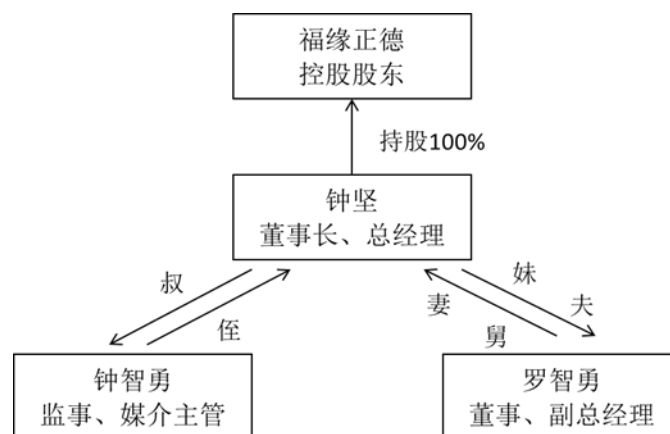 福缘正德
控股股东
持股100%
钟坚
董事长、总经理
叔
侄
妹
夫
妻
舅
钟智勇
监事、媒介主管
罗智勇
董事、副总经理